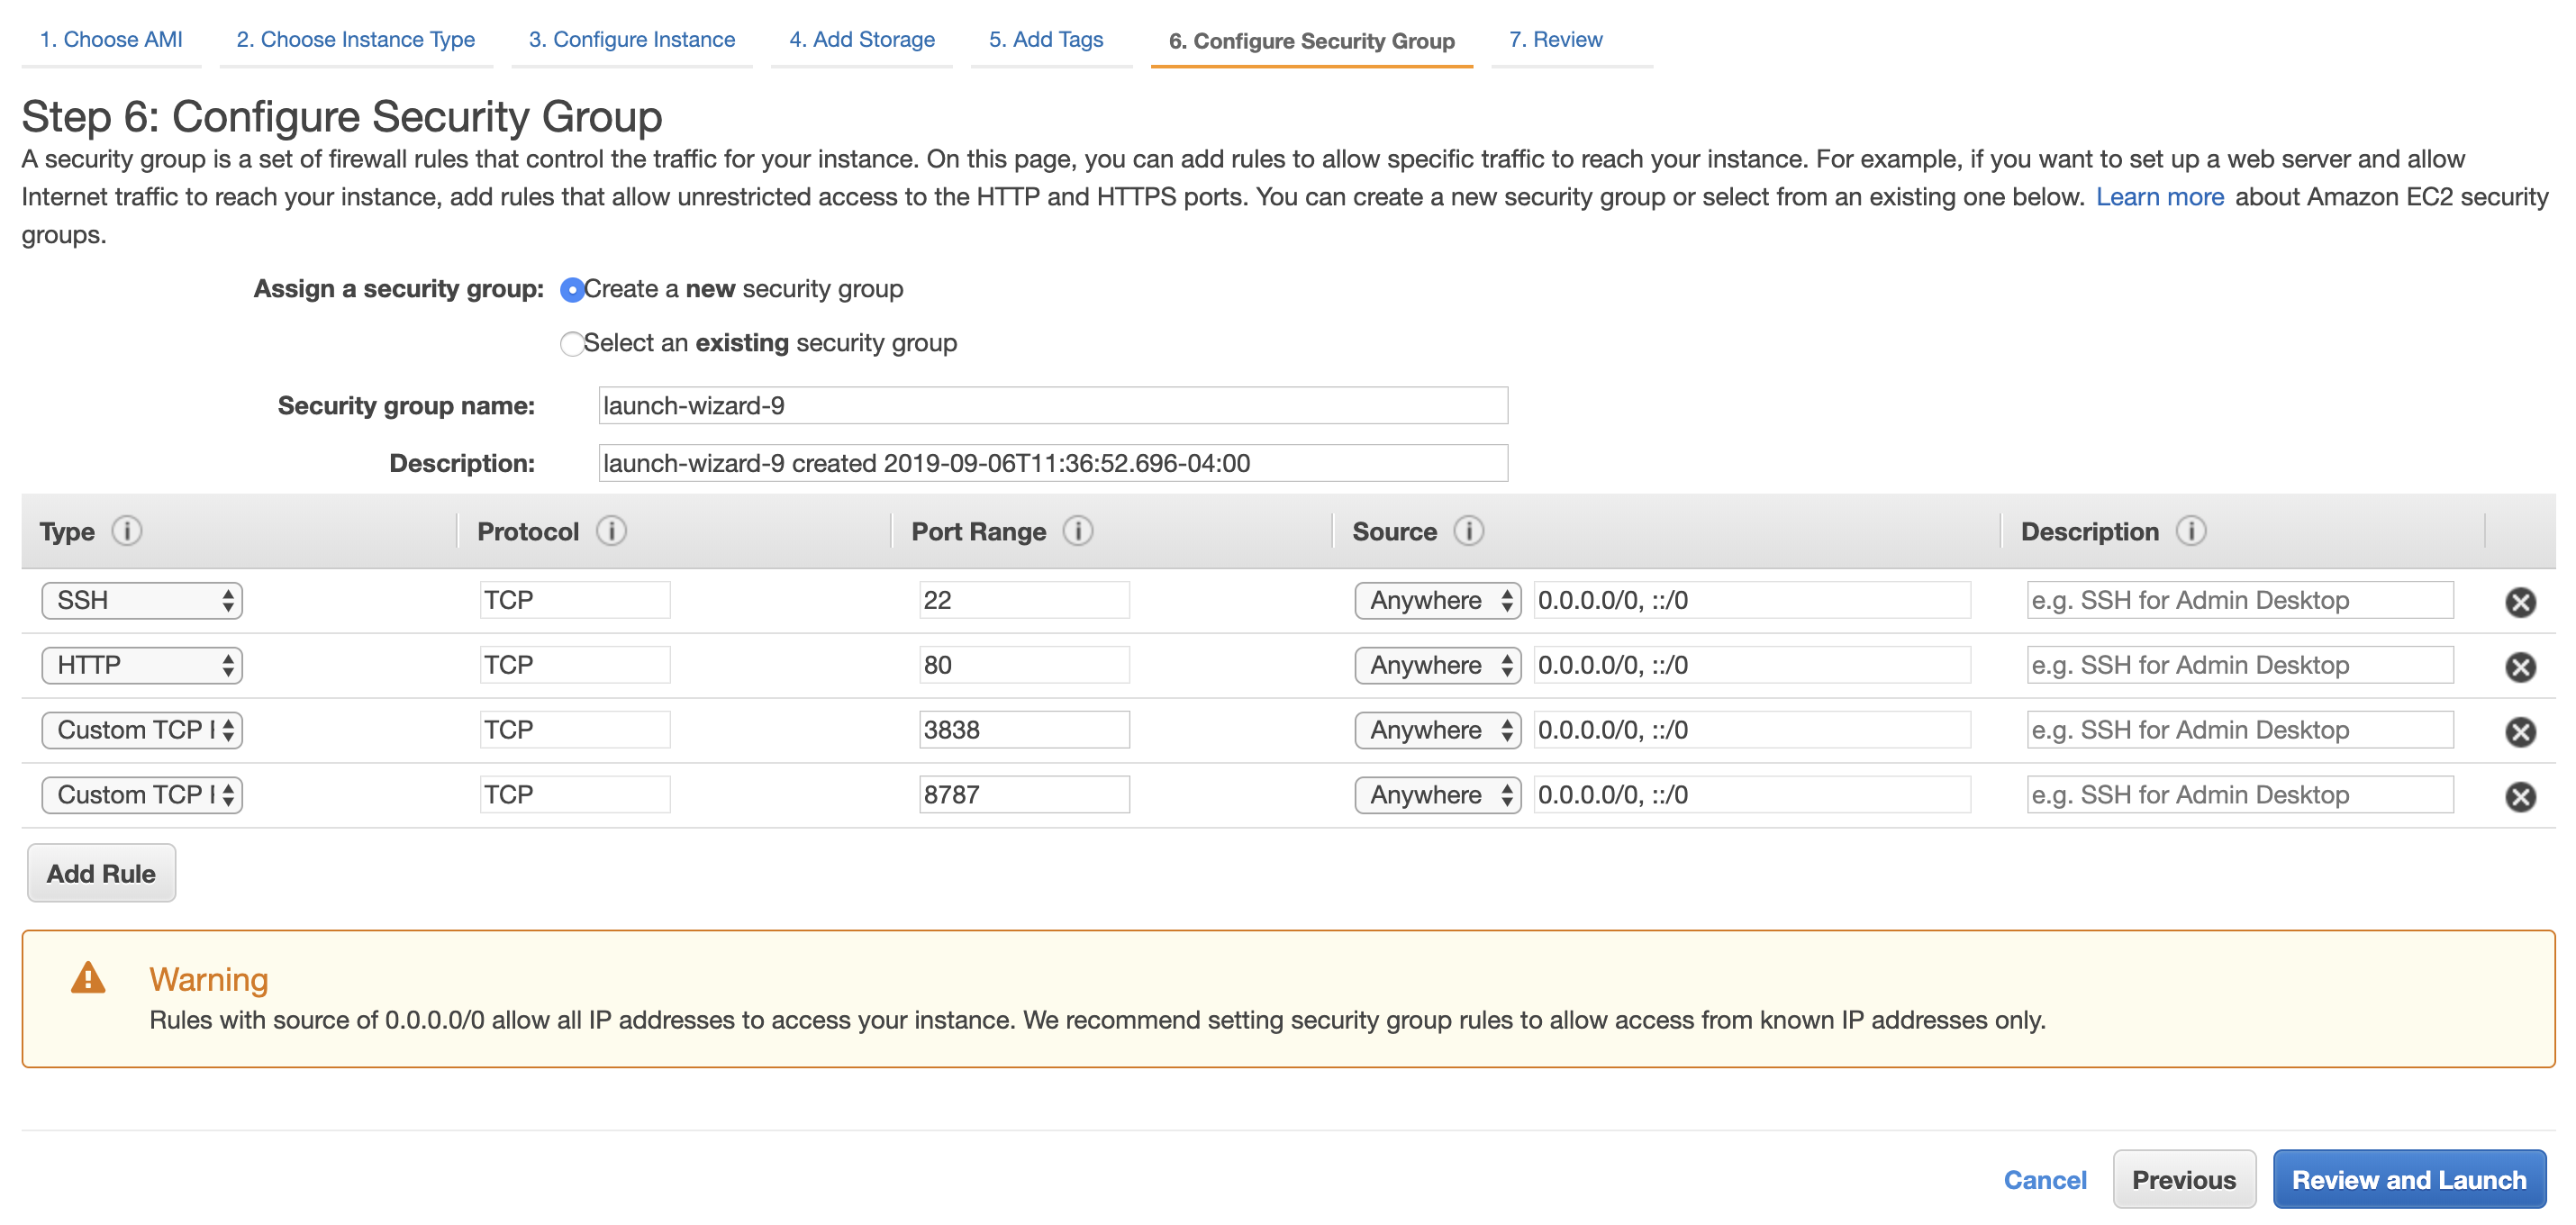 1. Choose AMI 2. Choose Instance Type 3. Configure Instance 4. Add Storage 5. Add Tags 6. Configure Security Group 7. Review
Step 6: Configure Security Group
A security group is a set of firewall rules that control the traffic for your instance. On this page, you can add rules to allow specific traffic to reach your instance. For example, if you want to set up a web server and allow
Internet traffic to reach your instance, add rules that allow unrestricted access to the HTTP and HTTPS ports. You can create a new security group or select from an existing one below. Learn more about Amazon EC2 security
groups.
Assign a security group: Create a new security group
Select an existing security group
Security group name: launch-wizard-9
Description: launch-wizard-9 created 2019-09-06T11:36:52.696-04:00
Type Protocol Port Range Source Description
SSH TCP 22 Anywhere 0.0.0.0/0, ::/0 e.g. SSH for Admin Desktop
HTTP TCP 80 Anywhere 0.0.0.0/0, ::/0 e.g. SSH for Admin Desktop
Custom TCP TCP 3838 Anywhere 0.0.0.0/0, ::/0 e.g. SSH for Admin Desktop
Custom TCP TCP 8787 Anywhere 0.0.0.0/0, ::/0 e.g. SSH for Admin Desktop
Add Rule
Warning
Rules with source of 0.0.0.0/0 allow all IP addresses to access your instance. We recommend setting security group rules to allow access from known IP addresses only.
Cancel Previous Review and Launch